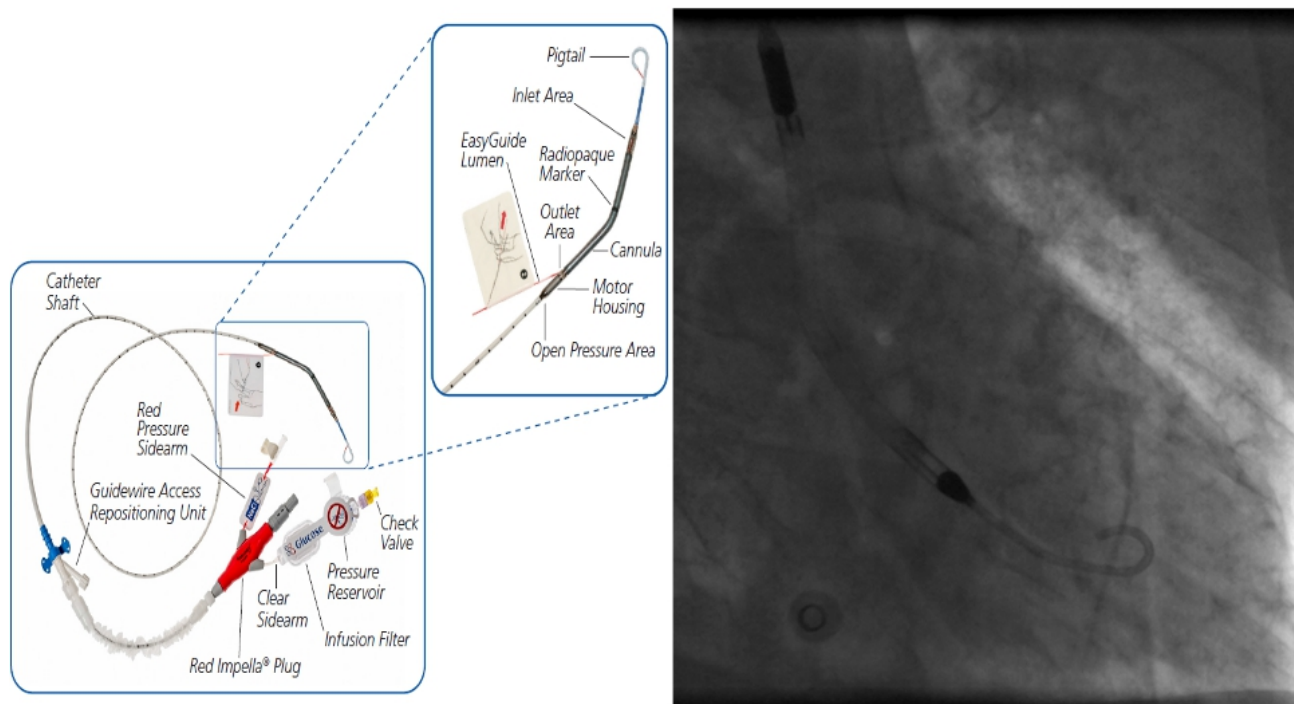 Pigtail
Inlet Area
EasyGuide
Lumen
Radiopaque
Marker
Outlet
Area
Cannula
Motor
Housing
Open Pressure Area
Catheter
Shaft
Red
Pressure
Sidearm
Guidewire Access
Repositioning Unit
Glucose
Check
Valve
Pressure
Reservoir
Clear
Sidearm
Infusion Filter
Red Impella® Plug